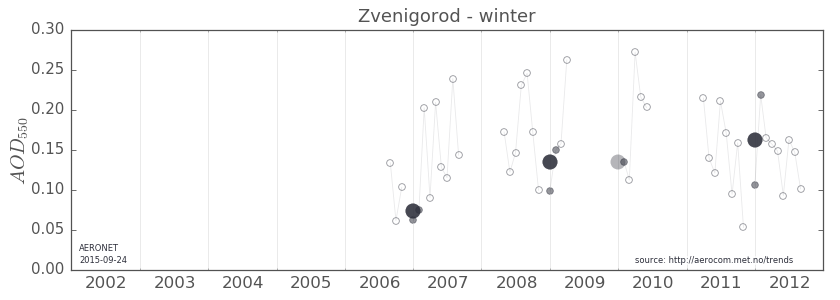 Zvenigorod - winter
0.30
0.25
0.20
0.15
0.10
0.05
0.00
AOD550
AERONET
2015-09-24
source: http://aerocom.met.no/trends
2002 2003 2004 2005 2006 2007 2008 2009 2010 2011 2012